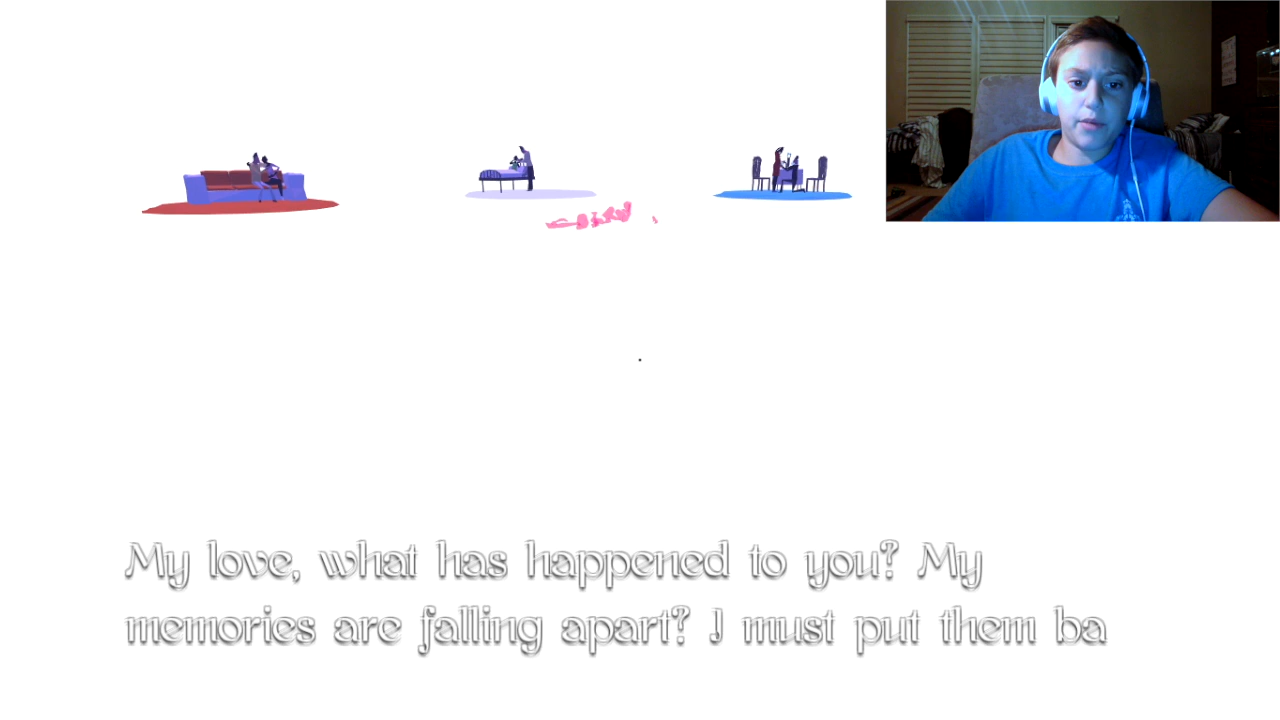 My love, what has happened to you? My
memories are falling apart? I must put them ba